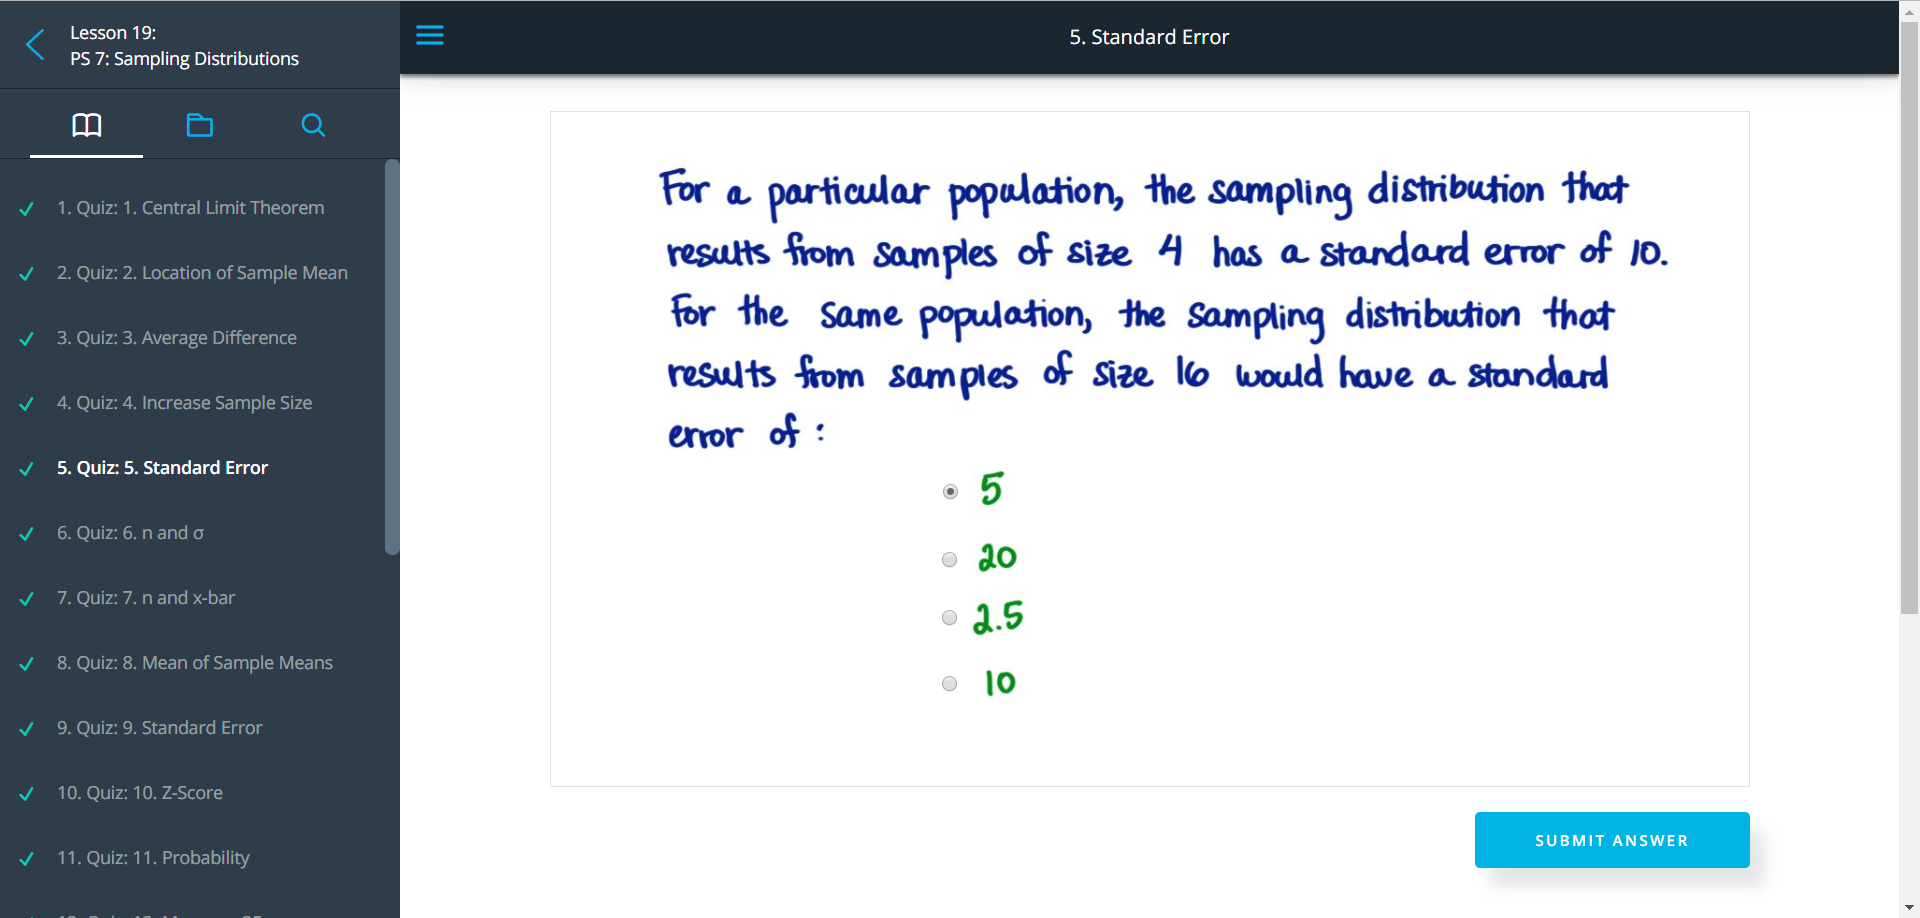 Lesson 19:
PS 7: Sampling Distributions
1. Quiz: 1. Central Limit Theorem
2. Quiz: 2. Location of Sample Mean
3. Quiz: 3. Average Difference
4. Quiz: 4. Increase Sample Size
5. Quiz: 5. Standard Error
6. Quiz: 6. n and σ
7. Quiz: 7. n and x-bar
8. Quiz: 8. Mean of Sample Means
9. Quiz: 9. Standard Error
10. Quiz: 10. Z-Score
11. Quiz: 11. Probability
5. Standard Error
For a particular population, the sampling distribution that
results from samples of size 4 has a standard error of 10.
For the same population, the sampling distribution that
results from samples of size 16 would have a standard
error of :
5
20
2.5
10
SUBMIT ANSWER